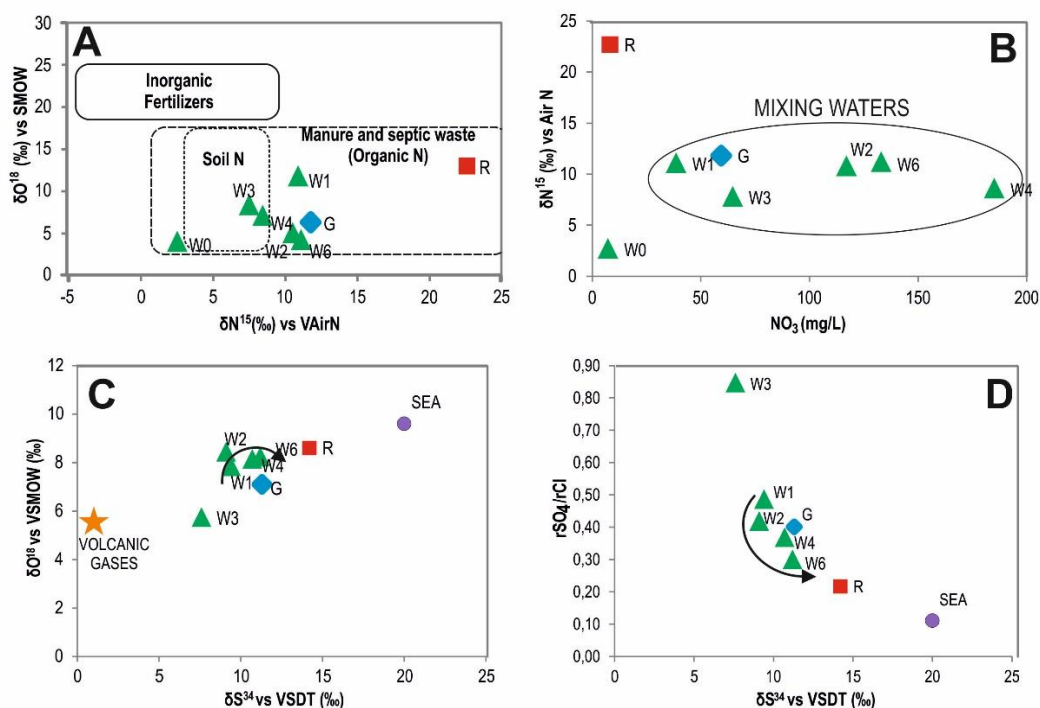 A
δO¹⁸ (‰) vs SMOW
30
25
20
15
10
5
0
Inorganic
Fertilizers
Manure and septic waste
(Organic N)
Soil N
R
W1
W3
W4
G
W0
W2
W6
-5
0
5
10
15
20
25
δN¹⁵(‰) vs VAirN
B
δN¹⁵ (‰) vs Air N
25
20
15
10
5
0
R
MIXING WATERS
W1
G
W2
W6
W3
W4
W0
0
50
100
150
200
NO₃ (mg/L)
C
δO¹⁸ vs VSMOW (‰)
12
10
8
6
4
2
0
SEA
W2
W6
R
W4
W1
G
W3
VOLCANIC
GASES
0
5
10
15
20
25
δS³⁴ vs VSDT (‰)
D
rSO₄/rCl
0,90
0,80
0,70
0,60
0,50
0,40
0,30
0,20
0,10
0,00
W3
W1
W2
G
W4
W6
R
SEA
0
5
10
15
20
25
δS³⁴ vs VSDT (‰)